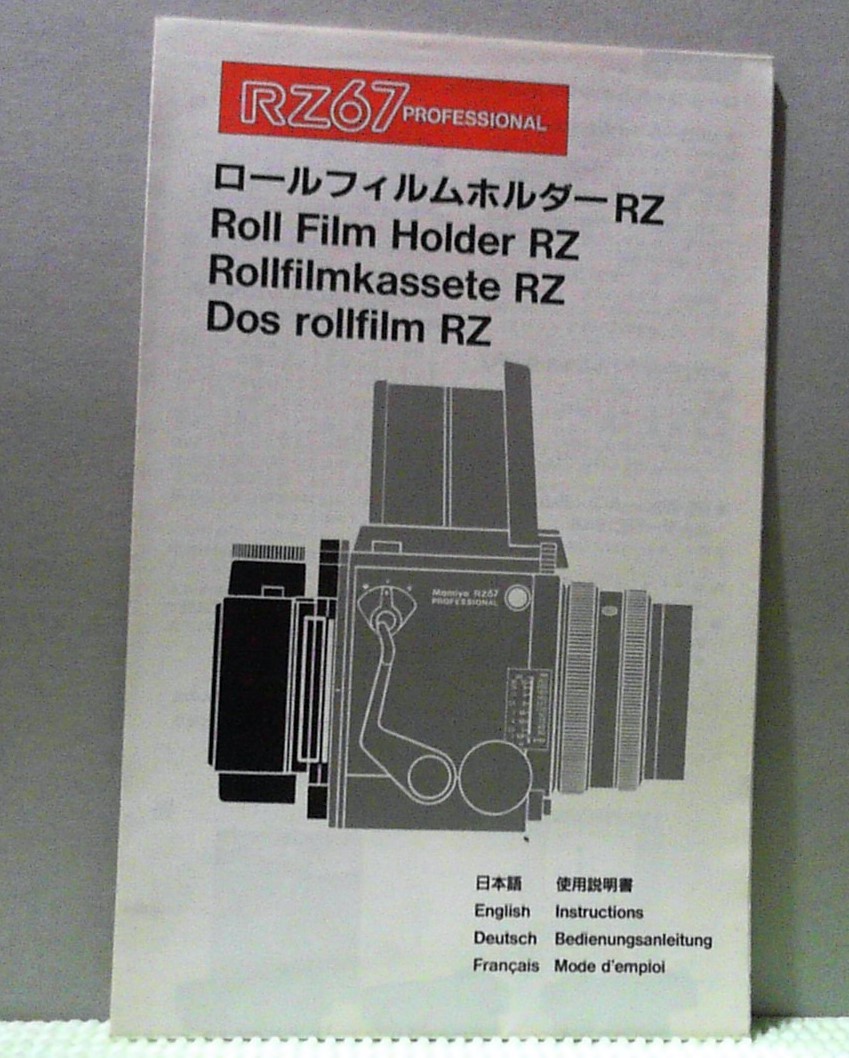 RZ67 PROFESSIONAL
ロールフィルムホルダーRZ
Roll Film Holder RZ
Rollfilmkassete RZ
Dos rollfilm RZ
Mamiya RZ67
PROFESSIONAL
日本語 使用説明書
English Instructions
Deutsch Bedienungsanleitung
Français Mode d'emploi